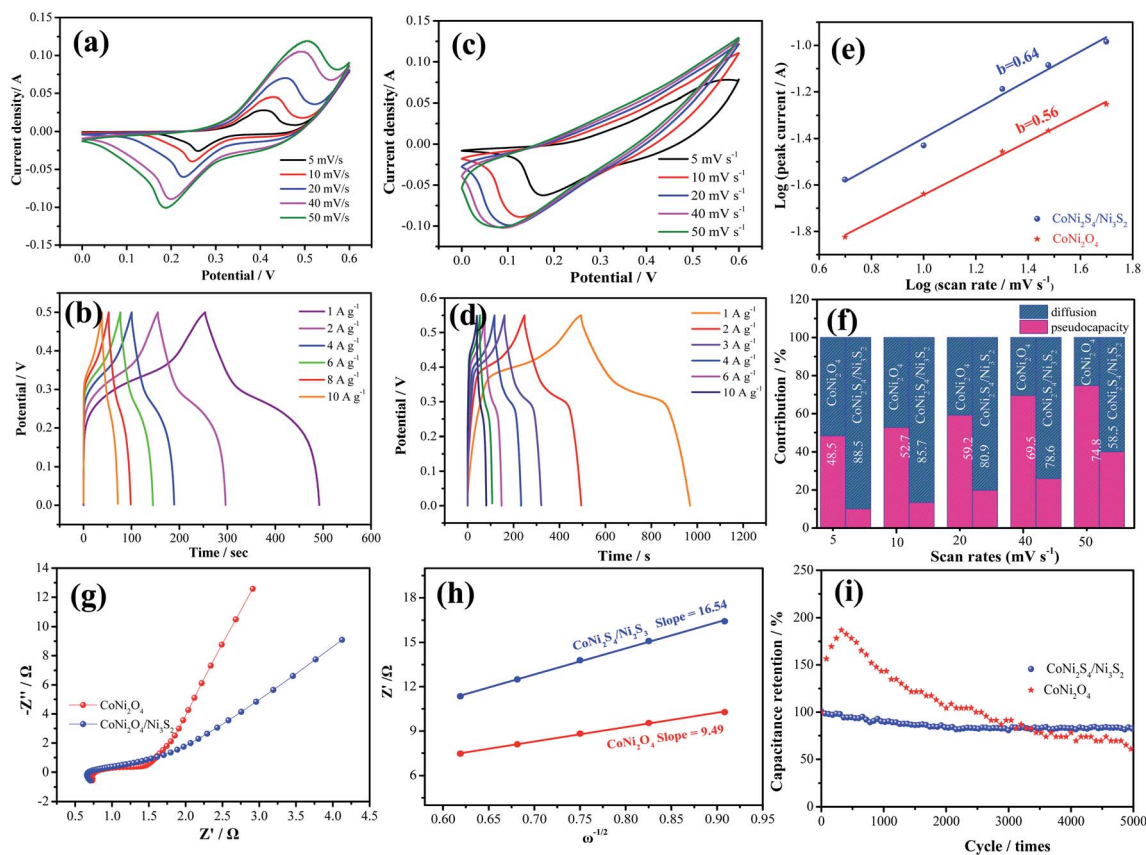 (a)
Current density/ A
0.15
0.10
0.05
0.00
-0.05
-0.10
-0.15
0.0 0.1 0.2 0.3 0.4 0.5 0.6
Potential / V
5 mV/s
10 mV/s
20 mV/s
40 mV/s
50 mV/s
(c)
Current density/ A
0.15
0.10
0.05
0.00
-0.05
-0.10
0.0 0.1 0.2 0.3 0.4 0.5 0.6
Potential / V
5 mV s⁻¹
10 mV s⁻¹
20 mV s⁻¹
40 mV s⁻¹
50 mV s⁻¹
(e)
Log (peak current / A)
-1.0
-1.2
-1.4
-1.6
-1.8
0.6 0.8 1.0 1.2 1.4 1.6 1.8
Log (scan rate / mV s⁻¹)
b=0.64
b=0.56
CoNi₂S₄/Ni₃S₂
CoNi₂O₄
(b)
Potential / V
0.5
0.4
0.3
0.2
0.1
0.0
0 100 200 300 400 500 600
Time / sec
1 A g⁻¹
2 A g⁻¹
4 A g⁻¹
6 A g⁻¹
8 A g⁻¹
10 A g⁻¹
(d)
Potential / V
0.6
0.5
0.4
0.3
0.2
0.1
0.0
0 200 400 600 800 1000 1200
Time / s
1 A g⁻¹
2 A g⁻¹
3 A g⁻¹
4 A g⁻¹
6 A g⁻¹
10 A g⁻¹
(f)
Contribution / %
120
100
80
60
40
20
0
diffusion
pseudocapacity
CoNi₂O₄
48.5
CoNi₂S₄/Ni₃S₂
88.5
CoNi₂O₄
52.7
CoNi₂S₄/Ni₃S₂
85.7
CoNi₂O₄
59.2
CoNi₂S₄/Ni₃S₂
80.9
CoNi₂O₄
69.5
CoNi₂S₄/Ni₃S₂
78.6
CoNi₂O₄
74.8
CoNi₂S₄/Ni₃S₂
58.5
5 10 20 40 50
Scan rates (mV s⁻¹)
(g)
-Z'' / Ω
14
12
10
8
6
4
2
0
-2
0.5 1.0 1.5 2.0 2.5 3.0 3.5 4.0 4.5
Z' / Ω
CoNi₂O₄
CoNi₂O₄/Ni₃S₂
(h)
Z' /Ω
21
18
15
12
9
6
0.60 0.65 0.70 0.75 0.80 0.85 0.90 0.95
ω⁻¹/²
CoNi₂S₄/Ni₂S₃ Slope = 16.54
CoNi₂O₄ Slope = 9.49
(i)
Capacitance retention / %
250
200
150
100
50
0
0 1000 2000 3000 4000 5000
Cycle / times
CoNi₂S₄/Ni₃S₂
CoNi₂O₄